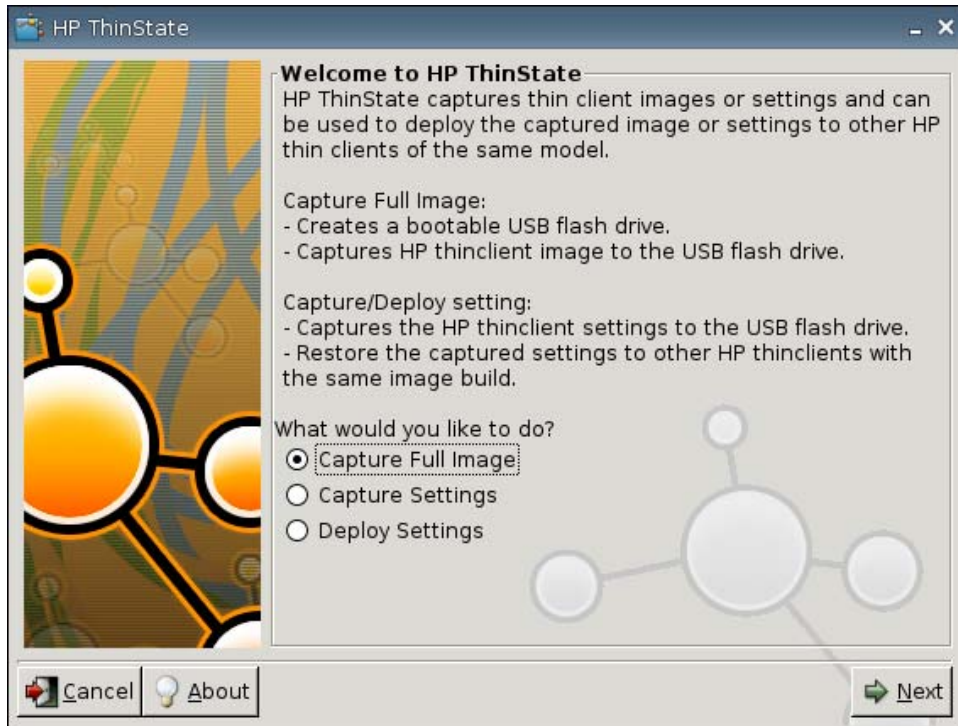 HP ThinState
Welcome to HP ThinState
HP ThinState captures thin client images or settings and can
be used to deploy the captured image or settings to other HP
thin clients of the same model.
Capture Full Image:
- Creates a bootable USB flash drive.
- Captures HP thinclient image to the USB flash drive.
Capture/Deploy setting:
- Captures the HP thinclient settings to the USB flash drive.
- Restore the captured settings to other HP thinclients with
the same image build.
What would you like to do?
Capture Full Image
Capture Settings
Deploy Settings
Cancel
About
Next